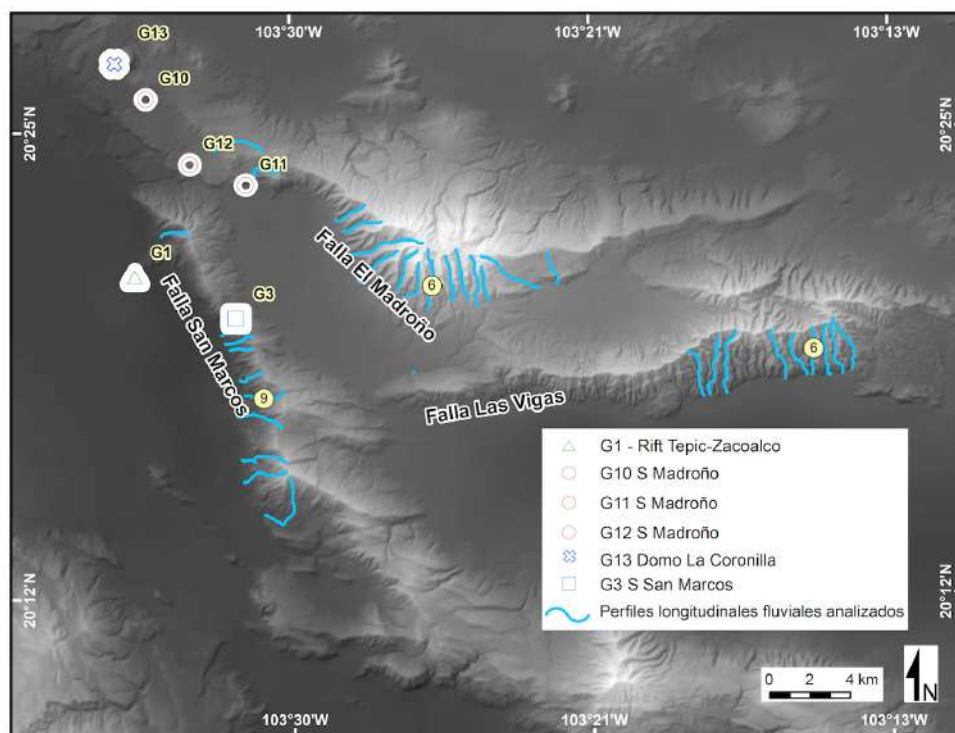 103°30'W
103°21'W
103°13'W
G13
G10
20°25'N
20°25'N
G12
G11
G1
Falla El Madroño
G3
6
Falla San Marcos
6
9
Falla Las Vigas
G1 - Rift Tepic-Zacoalco
G10 S Madroño
G11 S Madroño
G12 S Madroño
G13 Domo La Coronilla
G3 S San Marcos
Perfiles longitudinales fluviales analizados
20°12'N
20°12'N
0 2 4 km
N
103°30'W
103°21'W
103°13'W